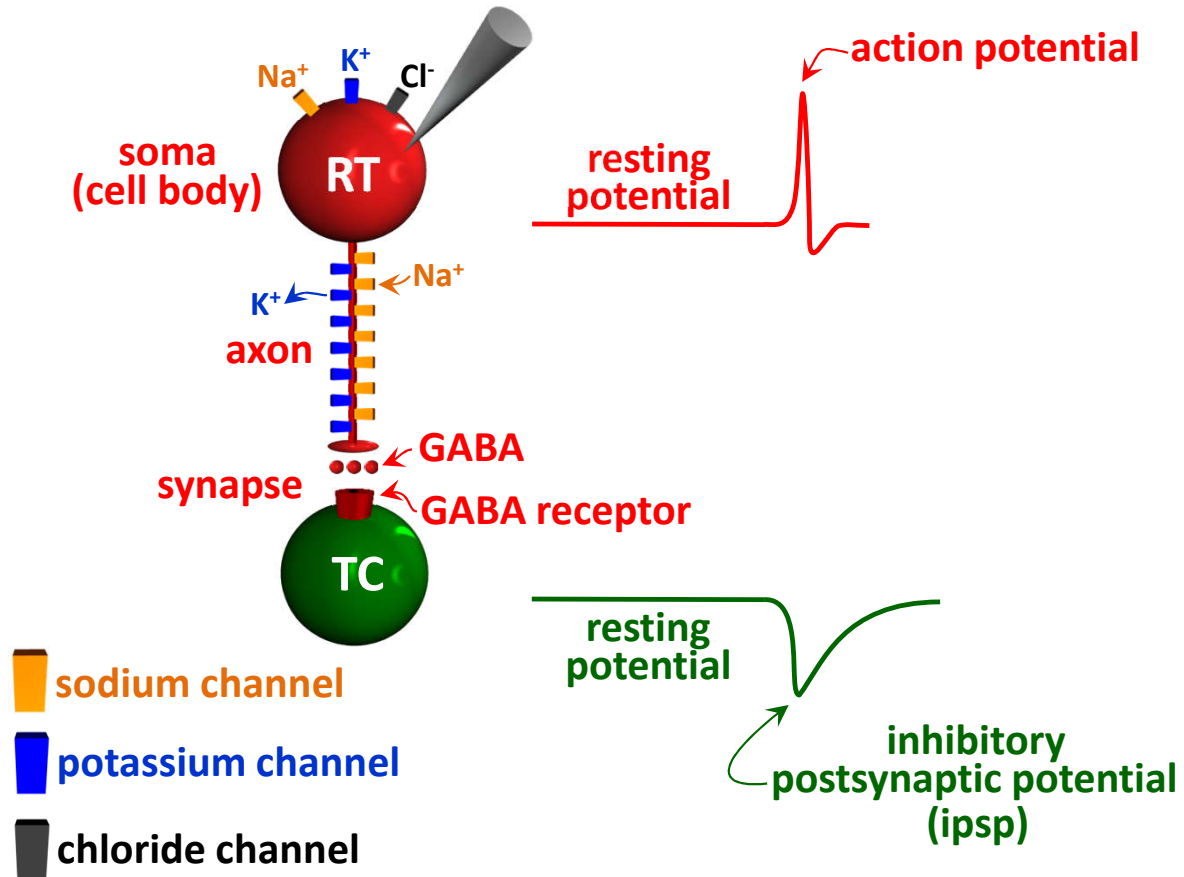 action potential
K⁺
Na⁺
Cl⁻
soma
(cell body)
RT
resting
potential
Na⁺
K⁺
axon
GABA
synapse
GABA receptor
TC
resting
potential
sodium channel
potassium channel
chloride channel
inhibitory
postsynaptic potential
(ipsp)